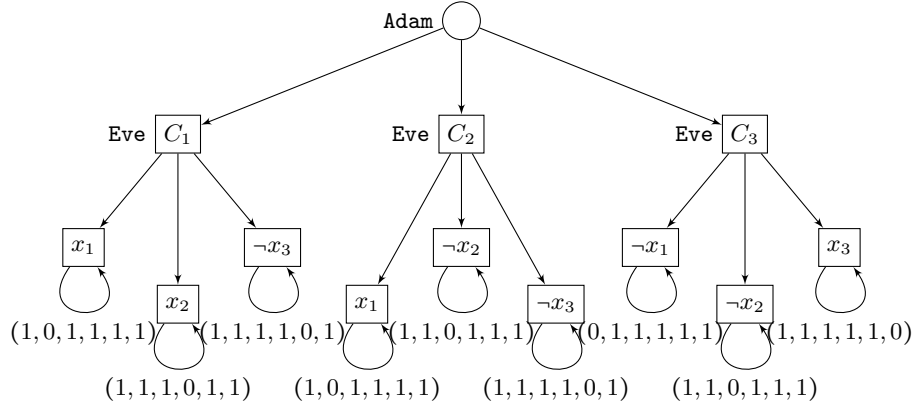 Adam
Eve C₁ Eve C₂ Eve C₃
x₁ ¬x₃ ¬x₂ ¬x₁ x₃
x₂ x₁ ¬x₃ ¬x₂
(1, 0, 1, 1, 1, 1) (1, 1, 1, 1, 0, 1) (1, 1, 0, 1, 1, 1) (0, 1, 1, 1, 1, 1) (1, 1, 1, 1, 1, 0)
(1, 1, 1, 0, 1, 1) (1, 0, 1, 1, 1, 1) (1, 1, 1, 1, 0, 1) (1, 1, 0, 1, 1, 1)